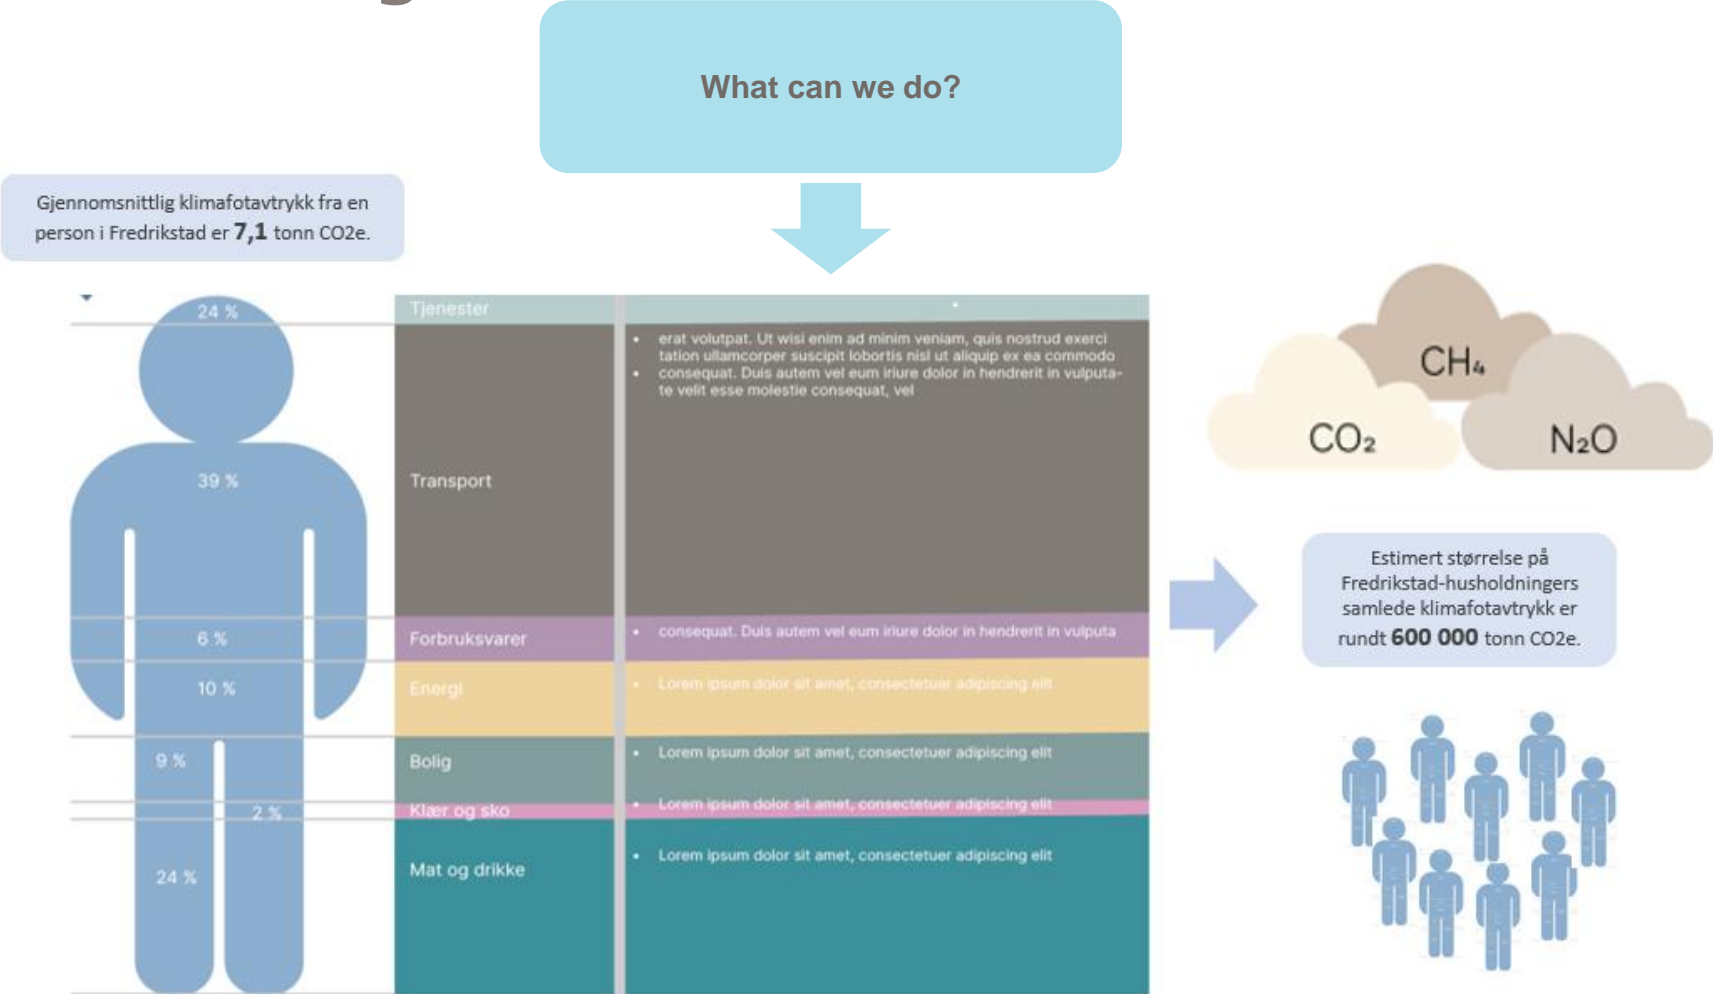 What can we do?
Gjennomsnittlig klimafotavtrykk fra en
person i Fredrikstad er 7,1 tonn CO2e.
24 %
Tjenester
39 %
Transport
• erat volutpat. Ut wisi enim ad minim veniam, quis nostrud exerci
tation ullamcorper suscipit lobortis nisl ut aliquip ex ea commodo
• consequat. Duis autem vel eum iriure dolor in hendrerit in vulputa-
te velit esse molestie consequat, vel
6 %
Forbruksvarer
• consequat. Duis autem vel eum iriure dolor in hendrerit in vulputa
10 %
Energi
• Lorem ipsum dolor sit amet, consectetuer adipiscing elit
9 %
Bolig
• Lorem ipsum dolor sit amet, consectetuer adipiscing elit
2 %
Klær og sko
• Lorem ipsum dolor sit amet, consectetuer adipiscing elit
24 %
Mat og drikke
• Lorem ipsum dolor sit amet, consectetuer adipiscing elit
CH₄
CO₂
N₂O
Estimert størrelse på
Fredrikstad-husholdningers
samlede klimafotavtrykk er
rundt 600 000 tonn CO2e.